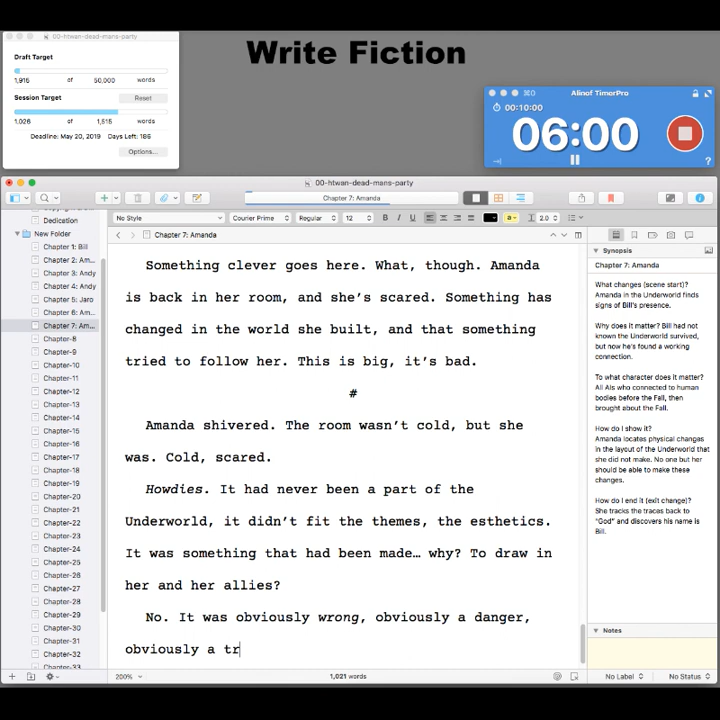 00-htwan-dead-mans-party
Write Fiction
Draft Target
1,915 of 50,000 words
Session Target
Reset
1,026 of 1,515 words
Deadline: May 20, 2019 Days Left: 186
Options...
⌘0 Alinof TimerPro
00:10:00
06:00
?
00-htwan-dead-mans-party
Chapter 7: Amanda
No Style Courier Prime Regular 12 B I U a 2.0
Dedication
New Folder
Chapter 1: Bill
Chapter 2: Am...
Chapter 3: Andy
Chapter 4: Andy
Chapter 5: Jaro
Chapter 6: Am...
Chapter 7: Am...
Chapter-8
Chapter-9
Chapter-10
Chapter-11
Chapter-12
Chapter-13
Chapter-14
Chapter-15
Chapter-16
Chapter-17
Chapter-18
Chapter-19
Chapter-20
Chapter-21
Chapter-22
Chapter-23
Chapter-24
Chapter-25
Chapter-26
Chapter-27
Chapter-28
Chapter-29
Chapter-30
Chapter-31
Chapter-32
Chapter-33
Chapter 7: Amanda
Something clever goes here. What, though. Amanda
is back in her room, and she’s scared. Something has
changed in the world she built, and that something
tried to follow her. This is big, it’s bad.
#
Amanda shivered. The room wasn’t cold, but she
was. Cold, scared.
Howdies. It had never been a part of the
Underworld, it didn’t fit the themes, the esthetics.
It was something that had been made… why? To draw in
her and her allies?
No. It was obviously wrong, obviously a danger,
obviously a tr
200% 1,021 words
Synopsis
Chapter 7: Amanda
What changes (scene start)?
Amanda in the Underworld finds
signs of Bill's presence.
Why does it matter? Bill had not
known the Underworld survived,
but now he's found a working
connection.
To what character does it matter?
All AIs who connected to human
bodies before the Fall, then
brought about the Fall.
How do I show it?
Amanda locates physical changes
in the layout of the Underworld that
she did not make. No one but her
should be able to make these
changes.
How do I end it (exit change)?
She tracks the traces back to
"God" and discovers his name is
Bill.
Notes
No Label No Status